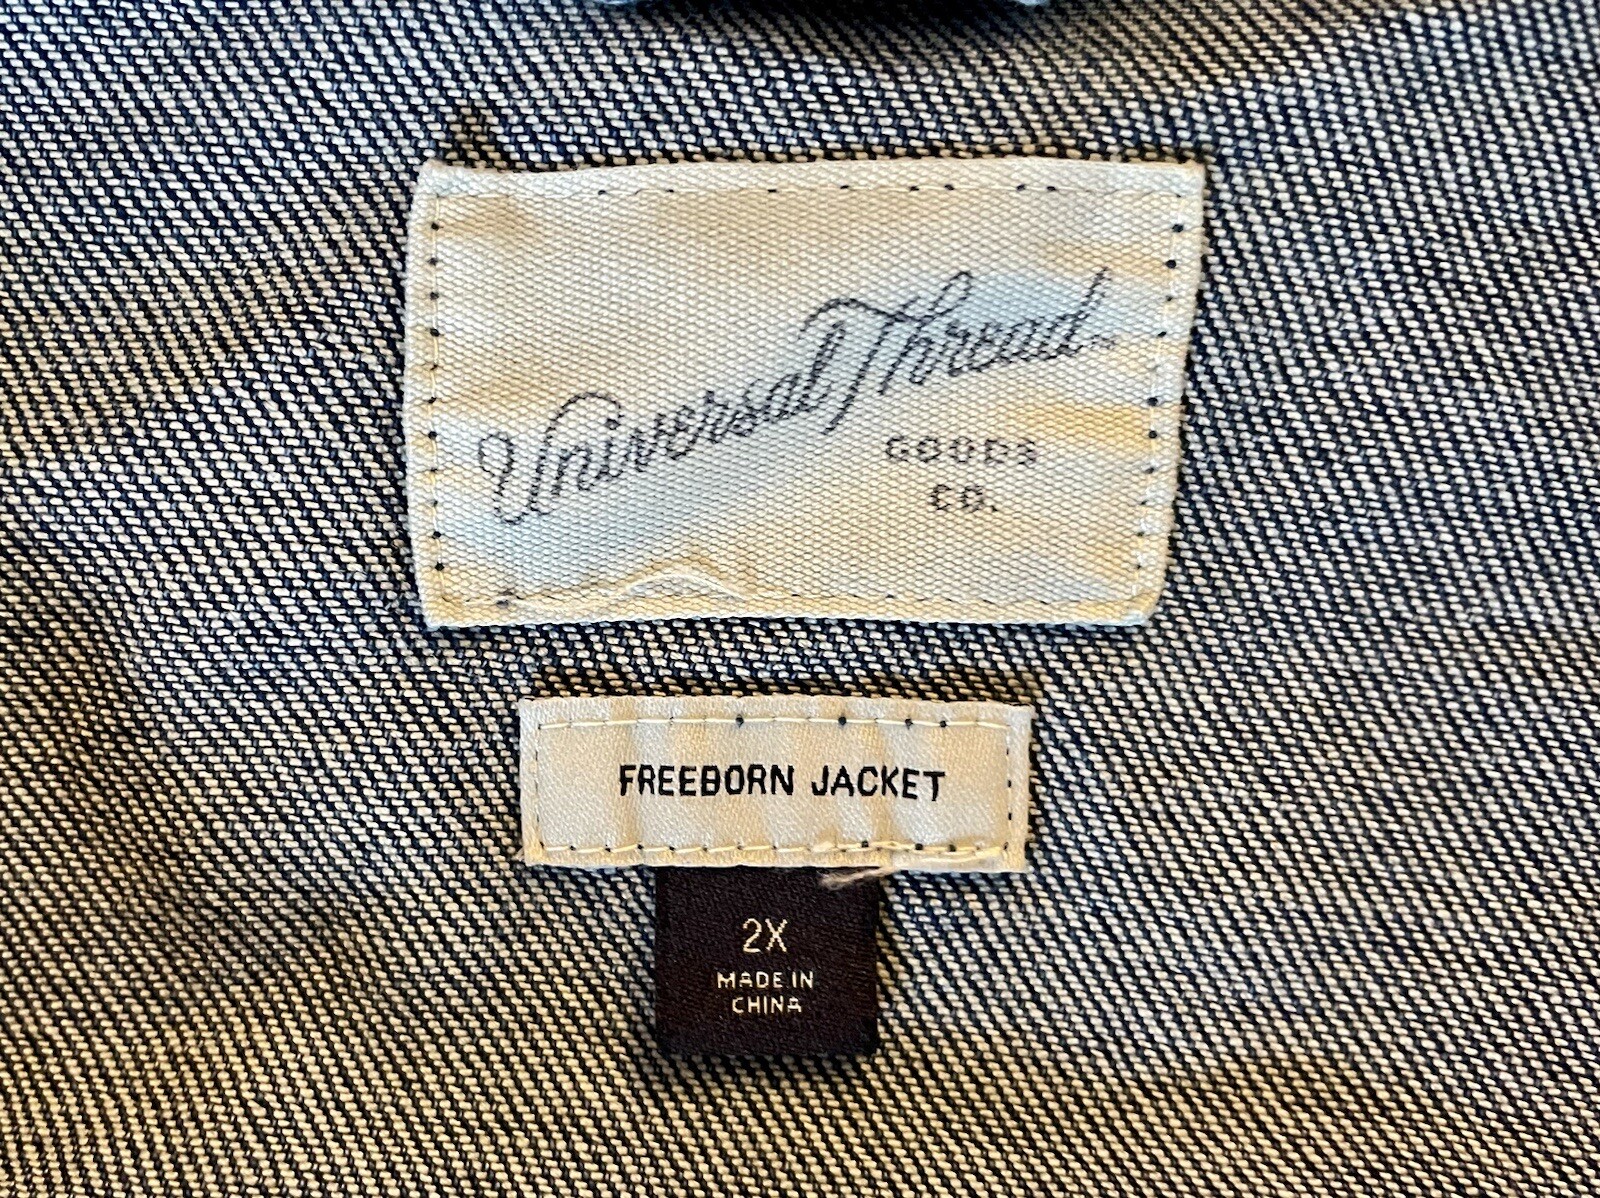 Universal Thread
GOODS
CO.
FREEBORN JACKET
2X
MADE IN
CHINA